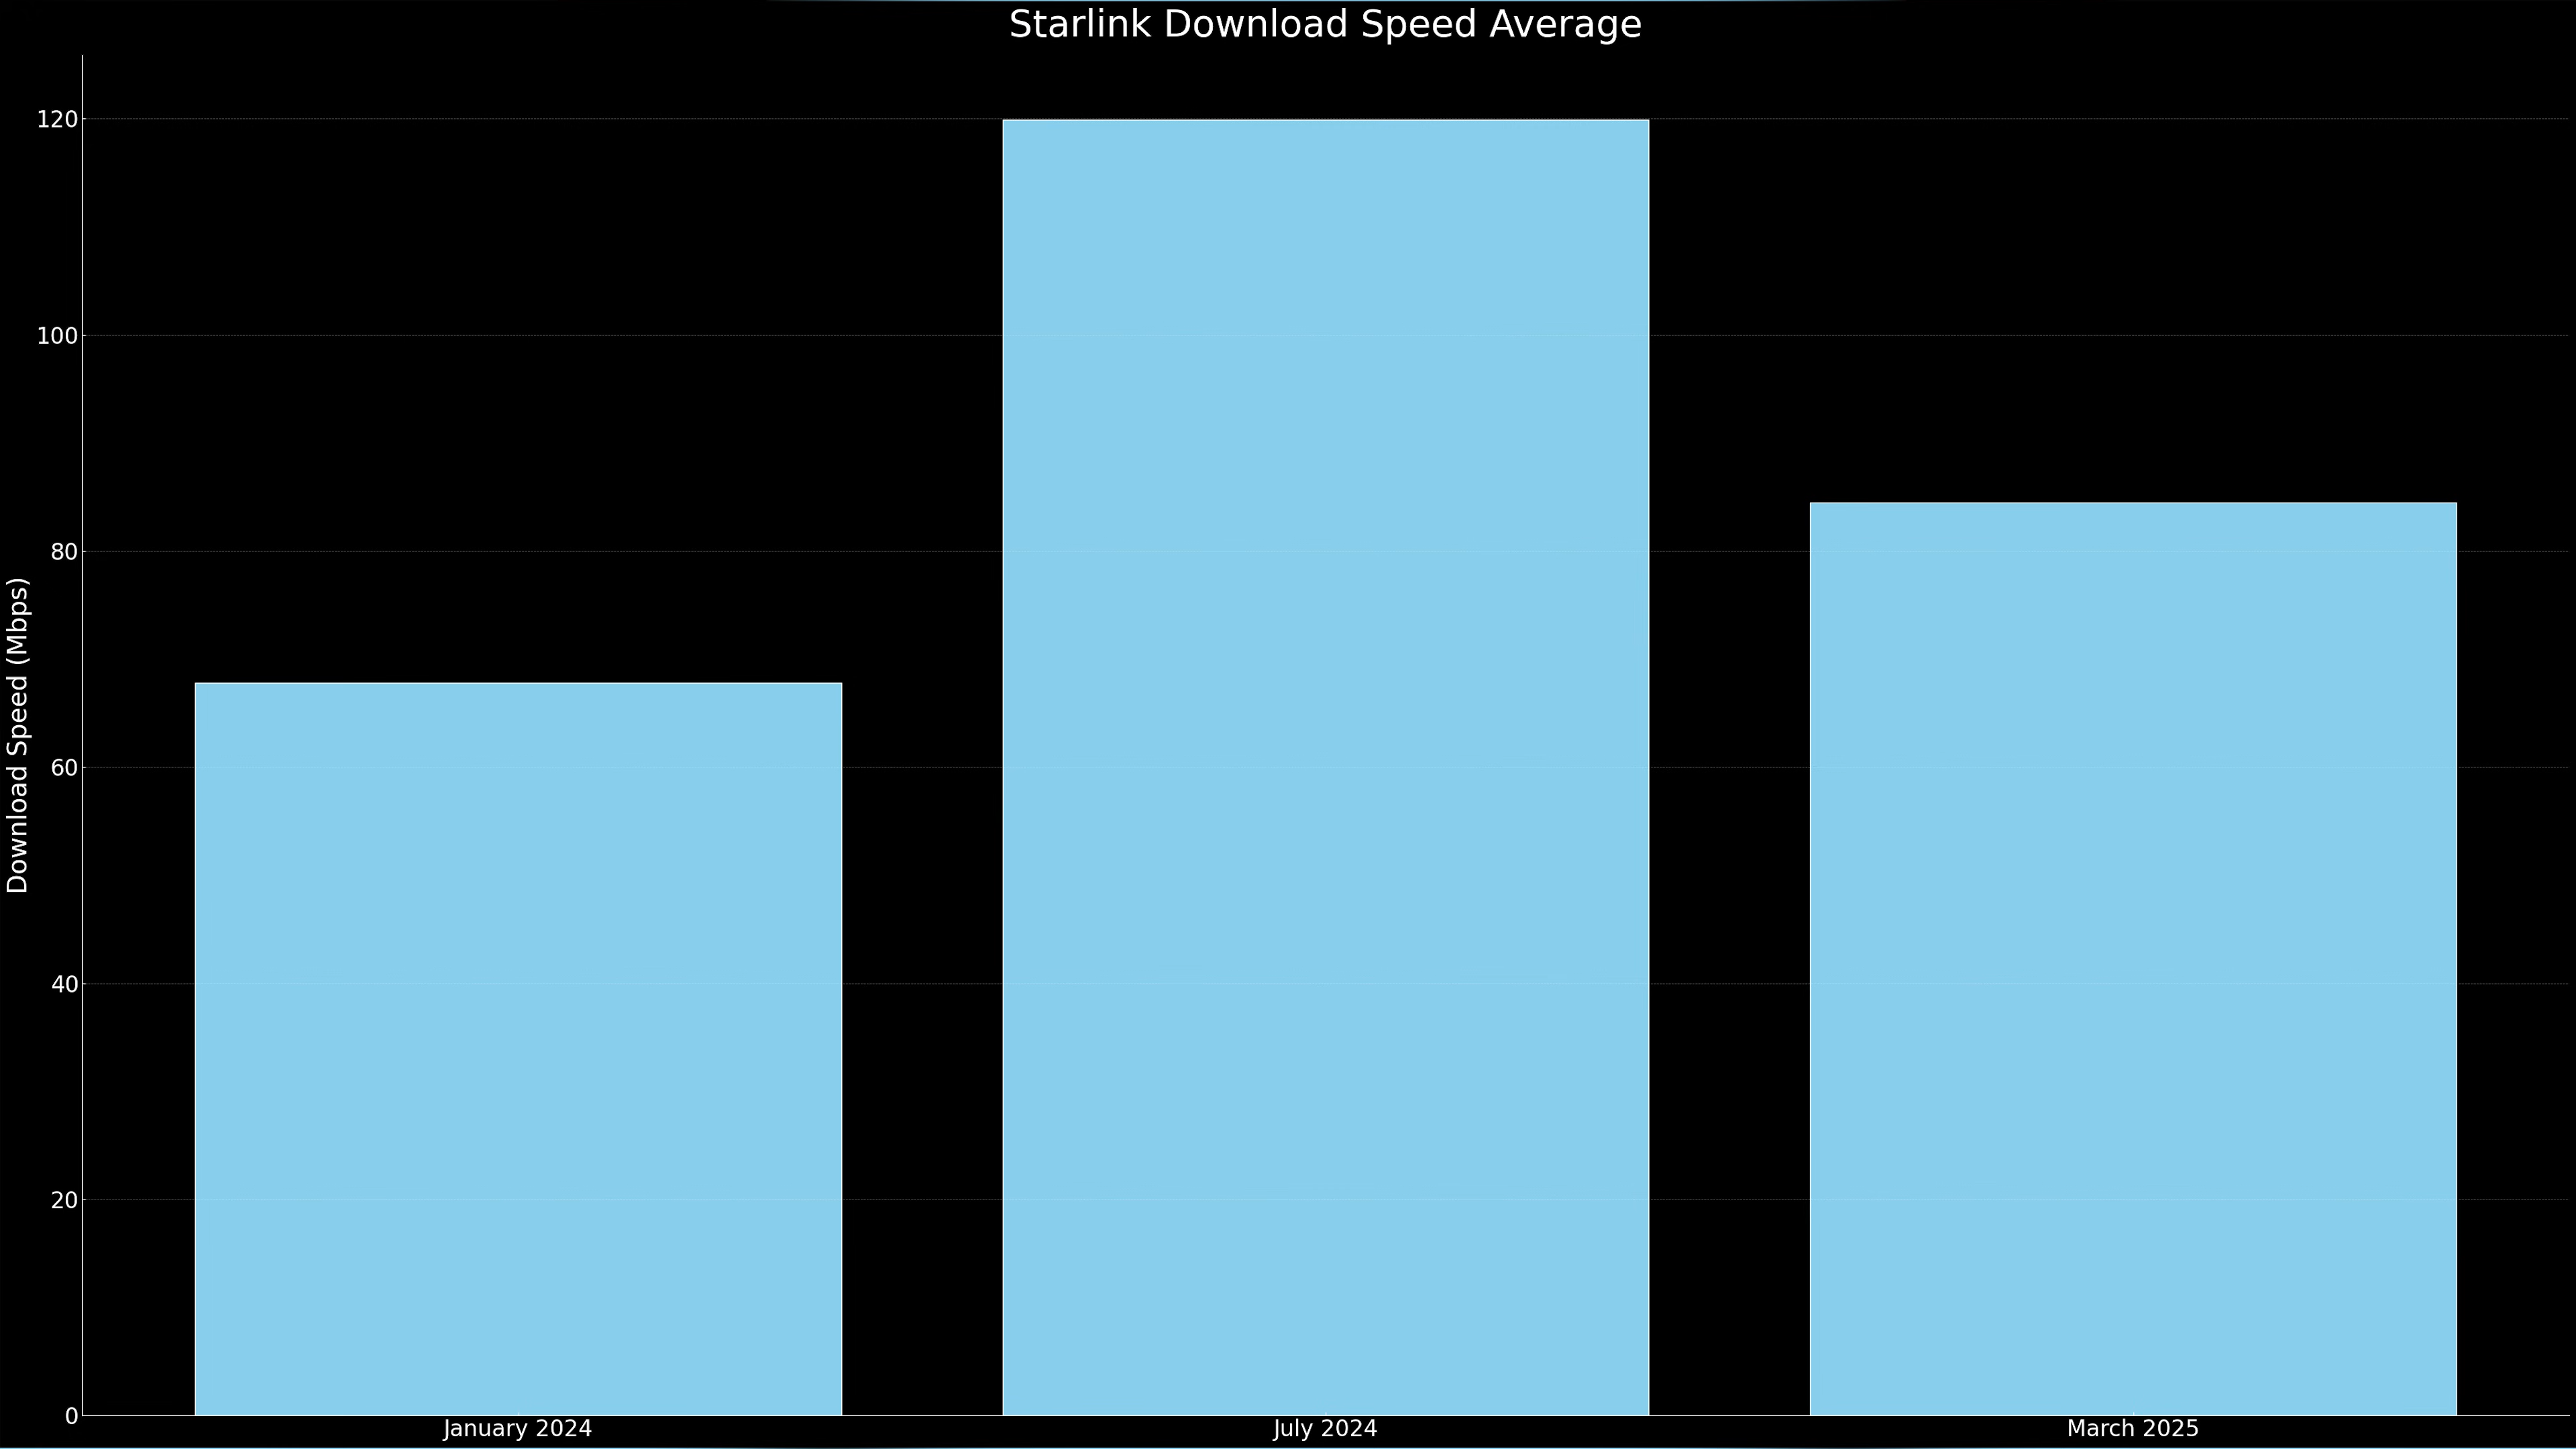 Starlink Download Speed Average
Download Speed (Mbps)
120
100
80
60
40
20
0
January 2024
July 2024
March 2025